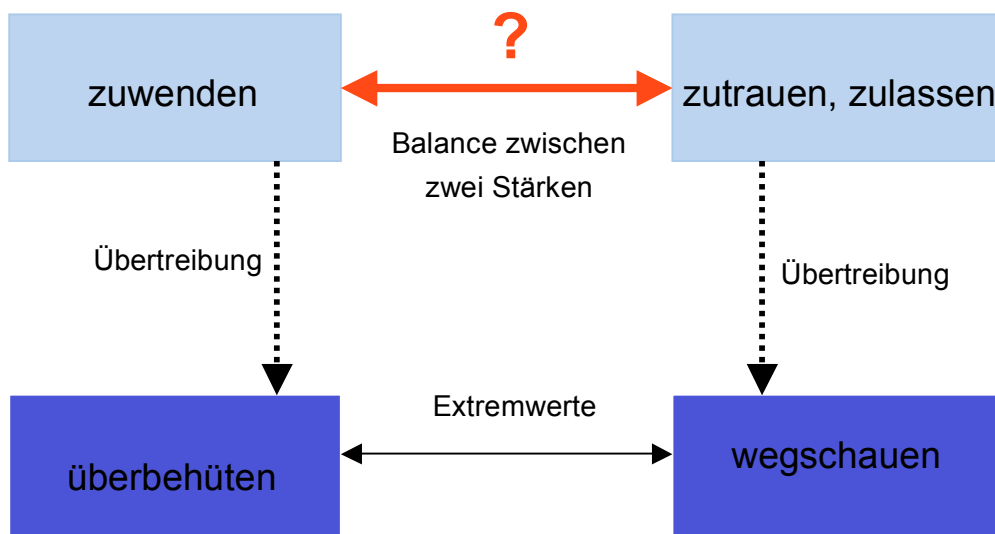 ?
zuwenden
zutrauen, zulassen
Balance zwischen
zwei Stärken
Übertreibung
Übertreibung
Extremwerte
überbehüten
wegschauen